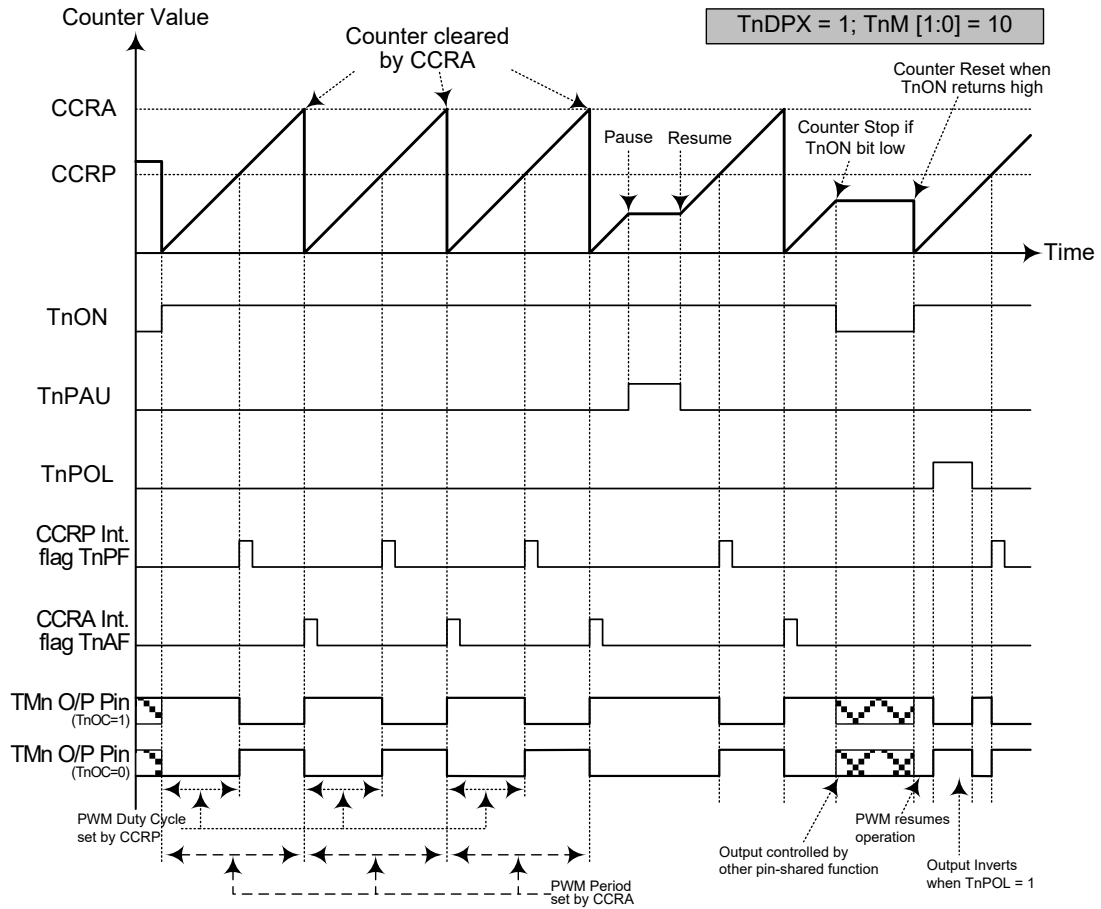 Counter Value
TnDPX = 1; TnM [1:0] = 10
Counter cleared
by CCRA
Counter Reset when
TnON returns high
CCRA
Counter Stop if
TnON bit low
Pause
Resume
CCRP
Time
TnON
TnPAU
TnPOL
CCRP Int.
flag TnPF
CCRA Int.
flag TnAF
TMn O/P Pin
(TnOC=1)
TMn O/P Pin
(TnOC=0)
PWM Duty Cycle
set by CCRP
PWM resumes
operation
Output controlled by
other pin-shared function
Output Inverts
when TnPOL = 1
PWM Period
set by CCRA